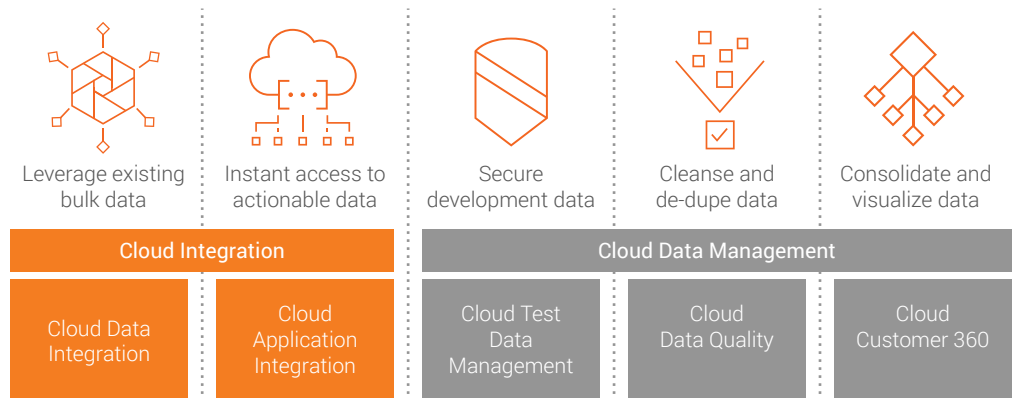 Leverage existing
bulk data
Instant access to
actionable data
Secure
development data
Cleanse and
de-dupe data
Consolidate and
visualize data
Cloud Integration
Cloud Data Management
Cloud Data
Integration
Cloud
Application
Integration
Cloud Test
Data
Management
Cloud
Data Quality
Cloud
Customer 360